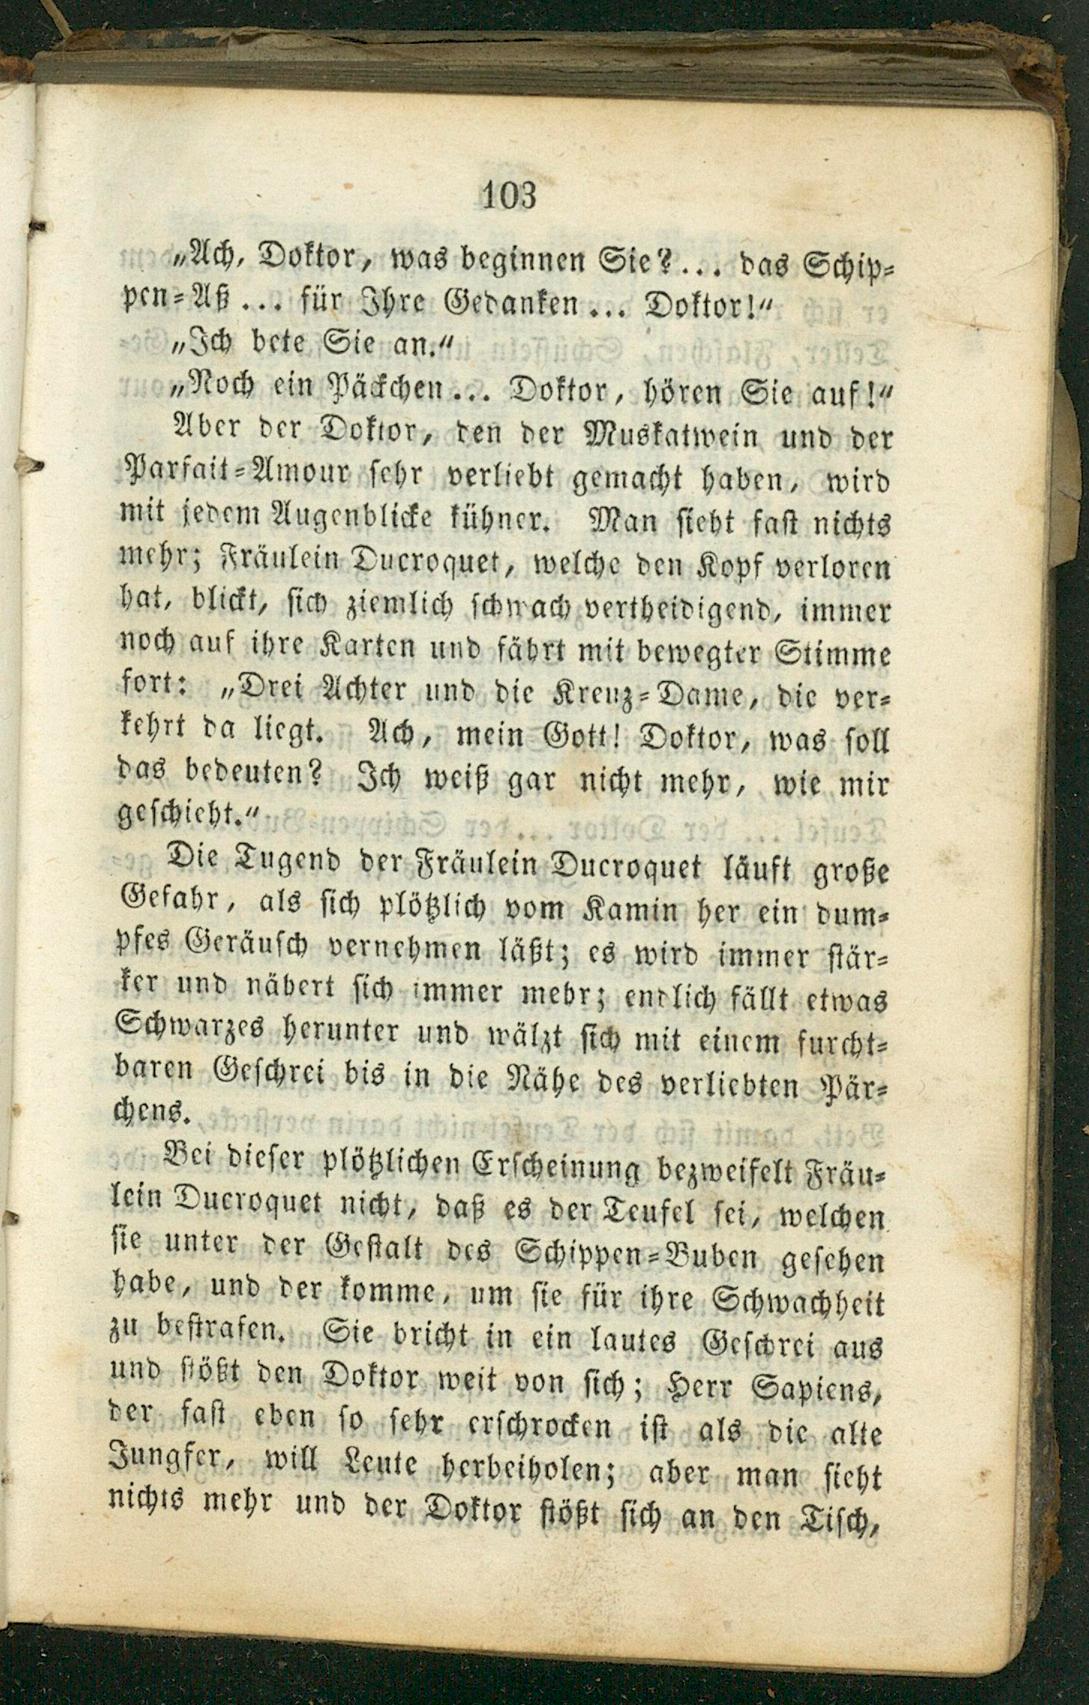 103
„Ach, Doktor, was beginnen Sie?... das Schip-
pen-Aß... für Ihre Gedanken... Doktor!“
„Ich bete Sie an.“
„Noch ein Päckchen... Doktor, hören Sie auf!“
Aber der Doktor, den der Muskatwein und der
Parfait-Amour sehr verliebt gemacht haben, wird
mit jedem Augenblicke kühner. Man sieht fast nichts
mehr; Fräulein Ducroquet, welche den Kopf verloren
hat, blickt, sich ziemlich schwach vertheidigend, immer
noch auf ihre Karten und fährt mit bewegter Stimme
fort: „Drei Achter und die Kreuz-Dame, die ver-
kehrt da liegt. Ach, mein Gott! Doktor, was soll
das bedeuten? Ich weiß gar nicht mehr, wie mir
geschieht.“
Die Tugend der Fräulein Ducroquet läuft große
Gefahr, als sich plötzlich vom Kamin her ein dum-
pfes Geräusch vernehmen läßt; es wird immer stär-
ker und nähert sich immer mehr; endlich fällt etwas
Schwarzes herunter und wälzt sich mit einem furcht-
baren Geschrei bis in die Nähe des verliebten Pär-
chens.
Bei dieser plötzlichen Erscheinung bezweifelt Fräu-
lein Ducroquet nicht, daß es der Teufel sei, welchen
sie unter der Gestalt des Schippen-Buben gesehen
habe, und der komme, um sie für ihre Schwachheit
zu bestrafen. Sie bricht in ein lautes Geschrei aus
und stößt den Doktor weit von sich; Herr Sapiens,
der fast eben so sehr erschrocken ist als die alte
Jungfer, will Leute herbeiholen; aber man sieht
nichts mehr und der Doktor stößt sich an den Tisch,